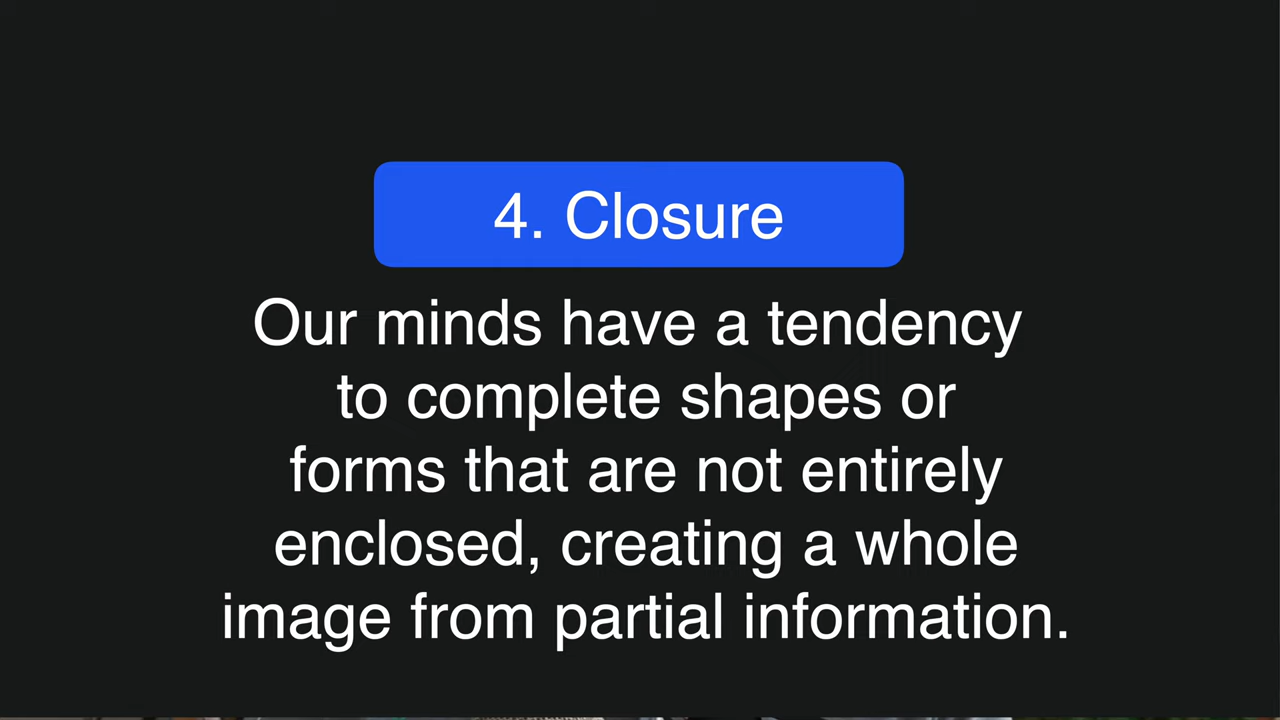 4. Closure
Our minds have a tendency
to complete shapes or
forms that are not entirely
enclosed, creating a whole
image from partial information.